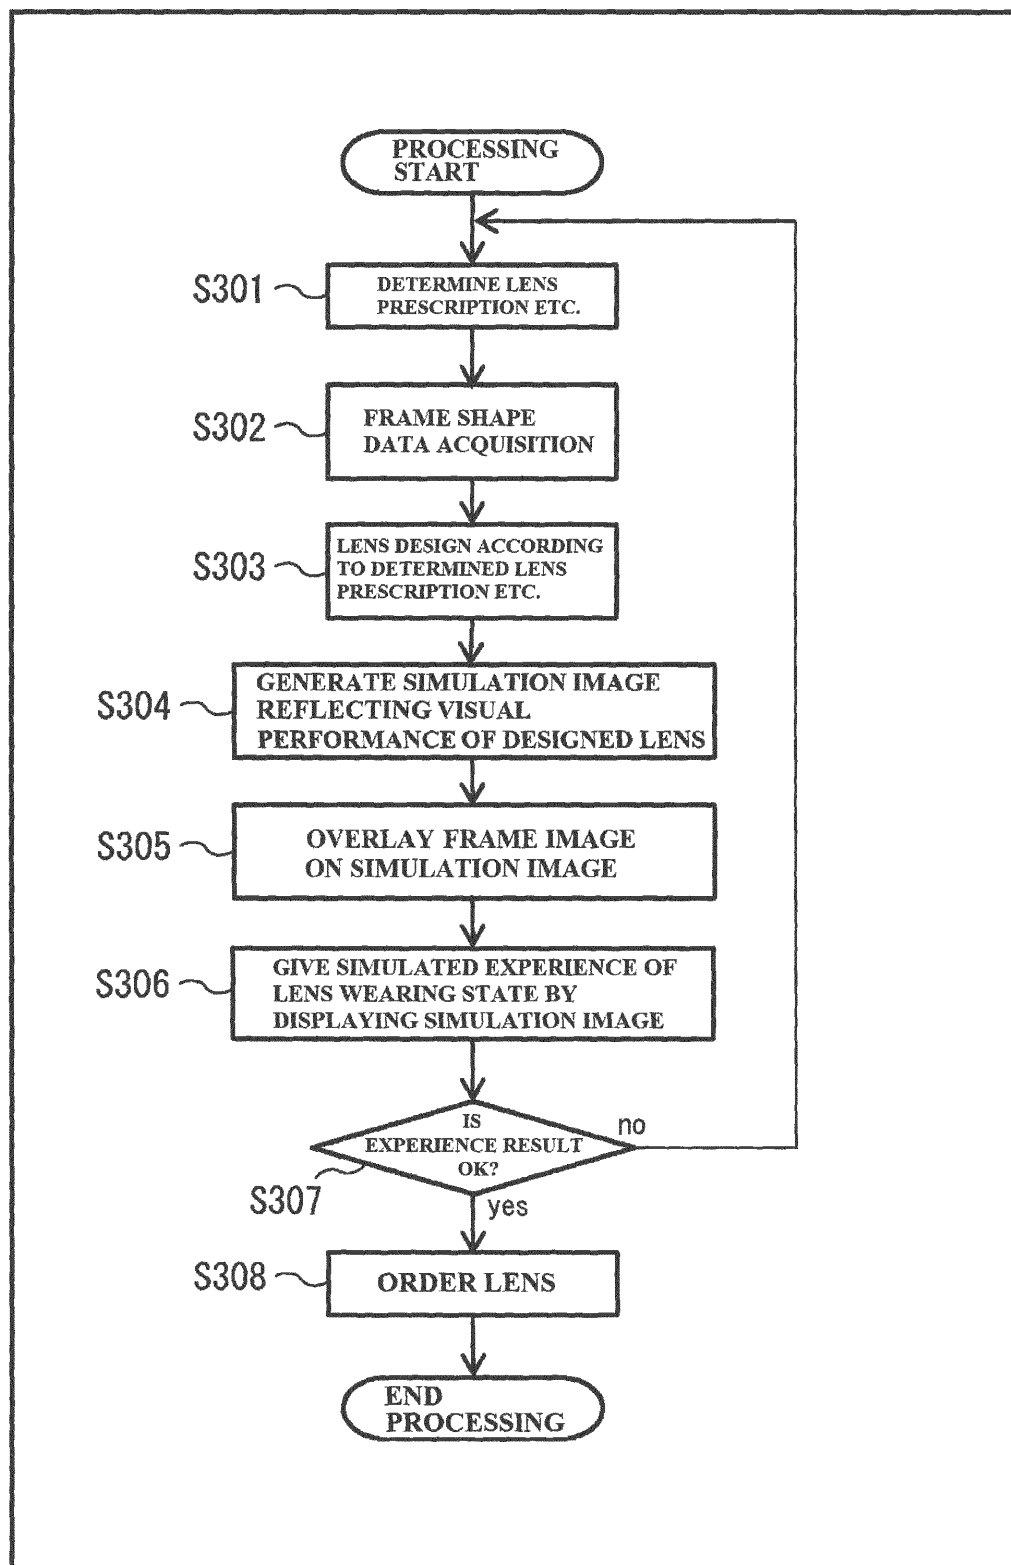 PROCESSING
START
S301
DETERMINE LENS
PRESCRIPTION ETC.
S302
FRAME SHAPE
DATA ACQUISITION
S303
LENS DESIGN ACCORDING
TO DETERMINED LENS
PRESCRIPTION ETC.
S304
GENERATE SIMULATION IMAGE
REFLECTING VISUAL
PERFORMANCE OF DESIGNED LENS
S305
OVERLAY FRAME IMAGE
ON SIMULATION IMAGE
S306
GIVE SIMULATED EXPERIENCE OF
LENS WEARING STATE BY
DISPLAYING SIMULATION IMAGE
IS
EXPERIENCE RESULT
OK?
no
S307
yes
S308
ORDER LENS
END
PROCESSING